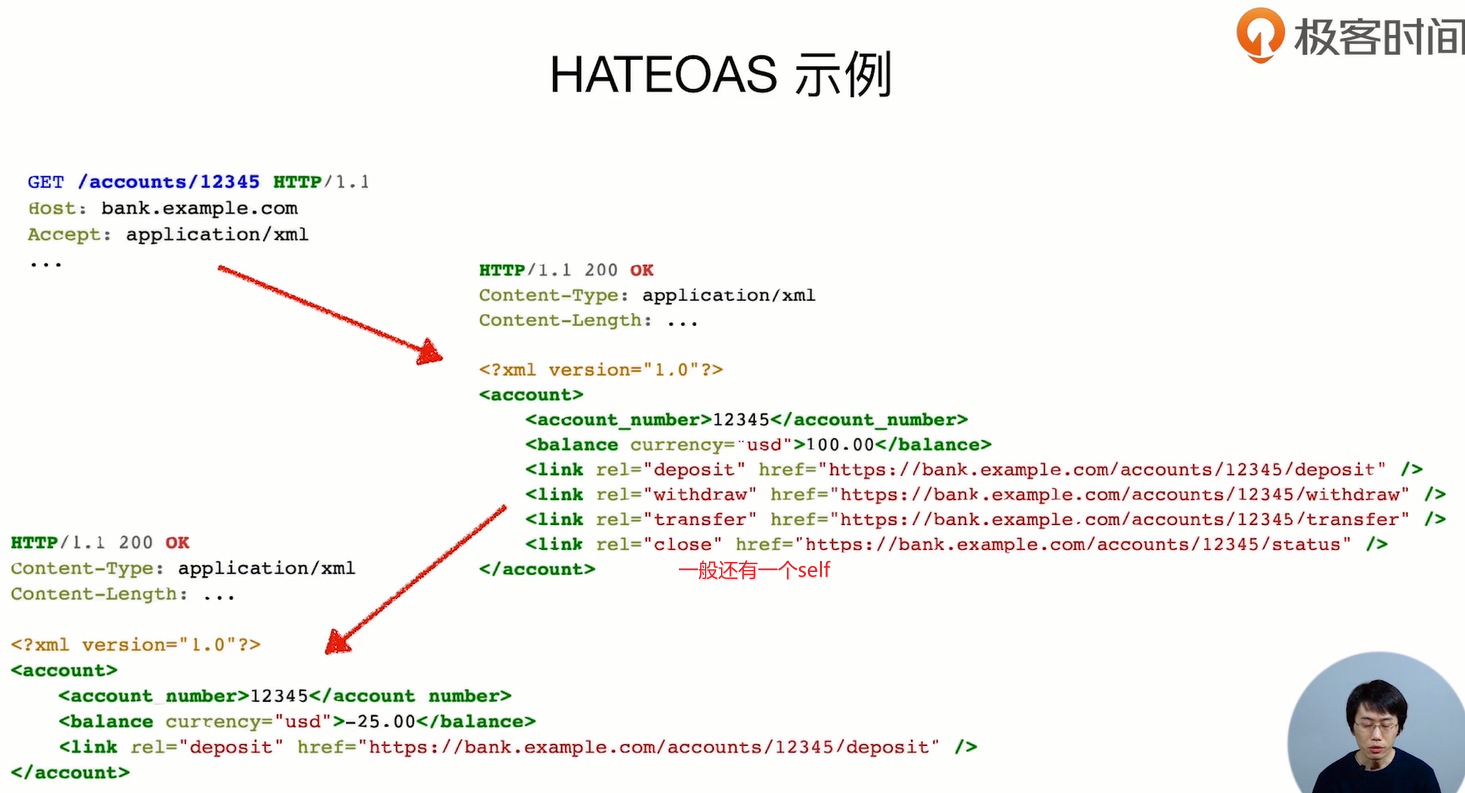 极客时间
HATEOAS 示例
GET /accounts/12345 HTTP/1.1
Host: bank.example.com
Accept: application/xml
...
HTTP/1.1 200 OK
Content-Type: application/xml
Content-Length: ...
<?xml version="1.0"?>
<account>
<account_number>12345</account_number>
<balance currency="usd">100.00</balance>
<link rel="deposit" href="https://bank.example.com/accounts/12345/deposit" />
<link rel="withdraw" href="https://bank.example.com/accounts/12345/withdraw" />
<link rel="transfer" href="https://bank.example.com/accounts/12345/transfer" />
<link rel="close" href="https://bank.example.com/accounts/12345/status" />
</account>
一般还有一个self
HTTP/1.1 200 OK
Content-Type: application/xml
Content-Length: ...
<?xml version="1.0"?>
<account>
<account_number>12345</account_number>
<balance currency="usd">-25.00</balance>
<link rel="deposit" href="https://bank.example.com/accounts/12345/deposit" />
</account>